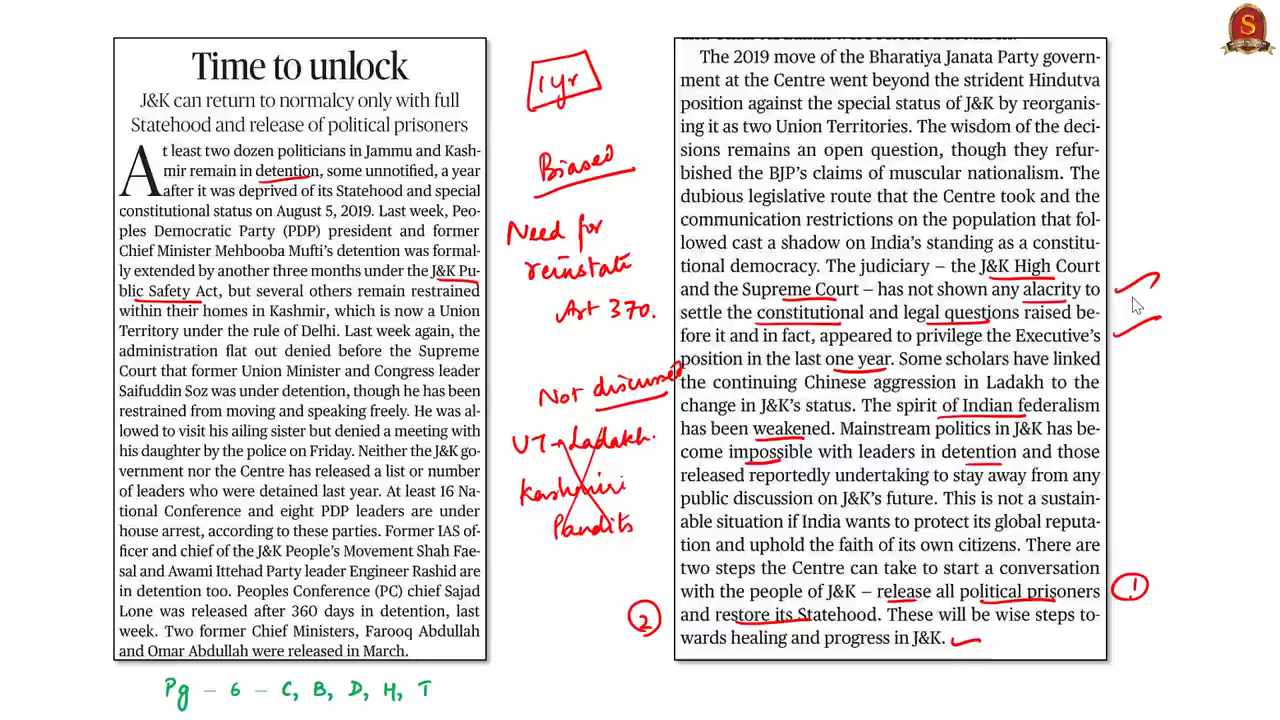 Time to unlock
J&K can return to normalcy only with full
Statehood and release of political prisoners
At least two dozen politicians in Jammu and Kash-
mir remain in detention, some unnotified, a year
after it was deprived of its Statehood and special
constitutional status on August 5, 2019. Last week, Peo-
ples Democratic Party (PDP) president and former
Chief Minister Mehbooba Mufti's detention was formal-
ly extended by another three months under the J&K Pu-
blic Safety Act, but several others remain restrained
within their homes in Kashmir, which is now a Union
Territory under the rule of Delhi. Last week again, the
administration flat out denied before the Supreme
Court that former Union Minister and Congress leader
Saifuddin Soz was under detention, though he has been
restrained from moving and speaking freely. He was al-
lowed to visit his ailing sister but denied a meeting with
his daughter by the police on Friday. Neither the J&K go-
vernment nor the Centre has released a list or number
of leaders who were detained last year. At least 16 Na-
tional Conference and eight PDP leaders are under
house arrest, according to these parties. Former IAS of-
ficer and chief of the J&K People's Movement Shah Fae-
sal and Awami Ittehad Party leader Engineer Rashid are
in detention too. Peoples Conference (PC) chief Sajad
Lone was released after 360 days in detention, last
week. Two former Chief Ministers, Farooq Abdullah
and Omar Abdullah were released in March.
Pg - 6 - C, B, D, H, T
1 yr
Biased
Need for
reinstate
Art 370.
Not discussed
UT → Ladakh.
Kashmiri
Pandits
2
The 2019 move of the Bharatiya Janata Party govern-
ment at the Centre went beyond the strident Hindutva
position against the special status of J&K by reorganis-
ing it as two Union Territories. The wisdom of the deci-
sions remains an open question, though they refur-
bished the BJP's claims of muscular nationalism. The
dubious legislative route that the Centre took and the
communication restrictions on the population that fol-
lowed cast a shadow on India's standing as a constitu-
tional democracy. The judiciary – the J&K High Court
and the Supreme Court – has not shown any alacrity to
settle the constitutional and legal questions raised be-
fore it and in fact, appeared to privilege the Executive's
position in the last one year. Some scholars have linked
the continuing Chinese aggression in Ladakh to the
change in J&K's status. The spirit of Indian federalism
has been weakened. Mainstream politics in J&K has be-
come impossible with leaders in detention and those
released reportedly undertaking to stay away from any
public discussion on J&K's future. This is not a sustain-
able situation if India wants to protect its global reputa-
tion and uphold the faith of its own citizens. There are
two steps the Centre can take to start a conversation
with the people of J&K – release all political prisoners
and restore its Statehood. These will be wise steps to-
wards healing and progress in J&K.
1
S